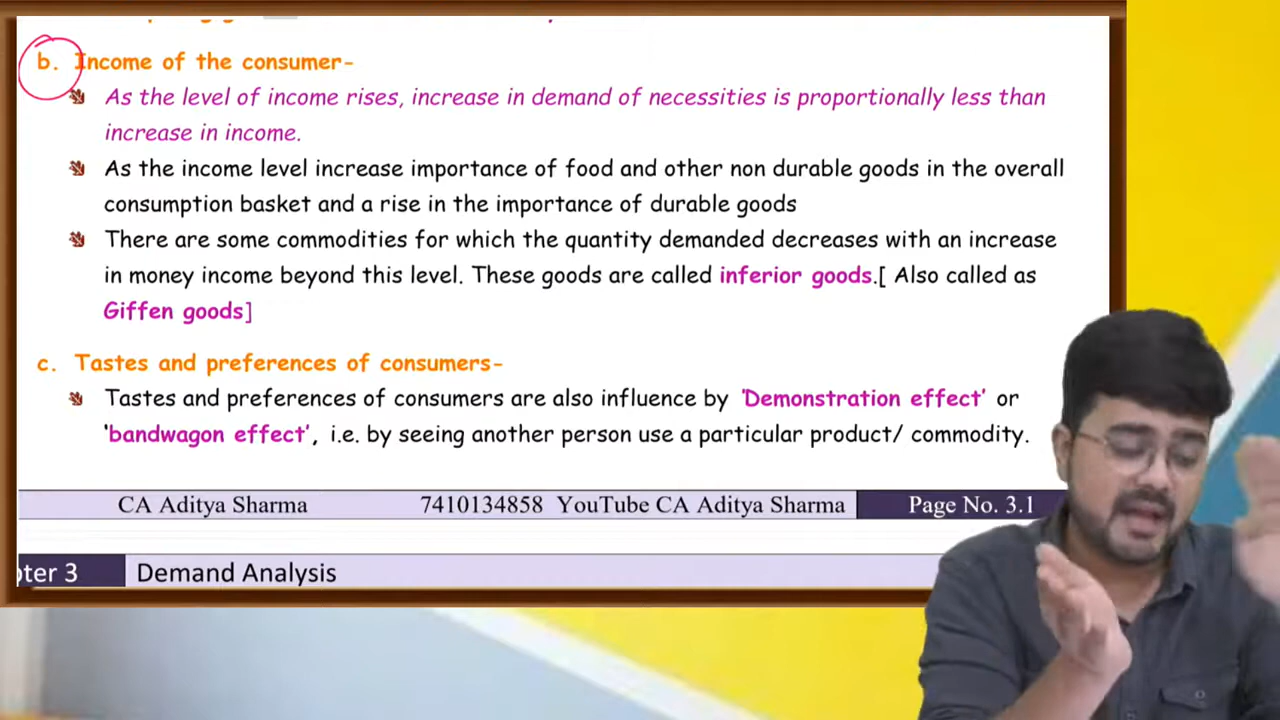 b. Income of the consumer-
As the level of income rises, increase in demand of necessities is proportionally less than
increase in income.
As the income level increase importance of food and other non durable goods in the overall
consumption basket and a rise in the importance of durable goods
There are some commodities for which the quantity demanded decreases with an increase
in money income beyond this level. These goods are called inferior goods.[ Also called as
Giffen goods]
c. Tastes and preferences of consumers-
Tastes and preferences of consumers are also influence by 'Demonstration effect' or
'bandwagon effect', i.e. by seeing another person use a particular product/ commodity.
CA Aditya Sharma 7410134858 YouTube CA Aditya Sharma Page No. 3.1
ter 3 Demand Analysis